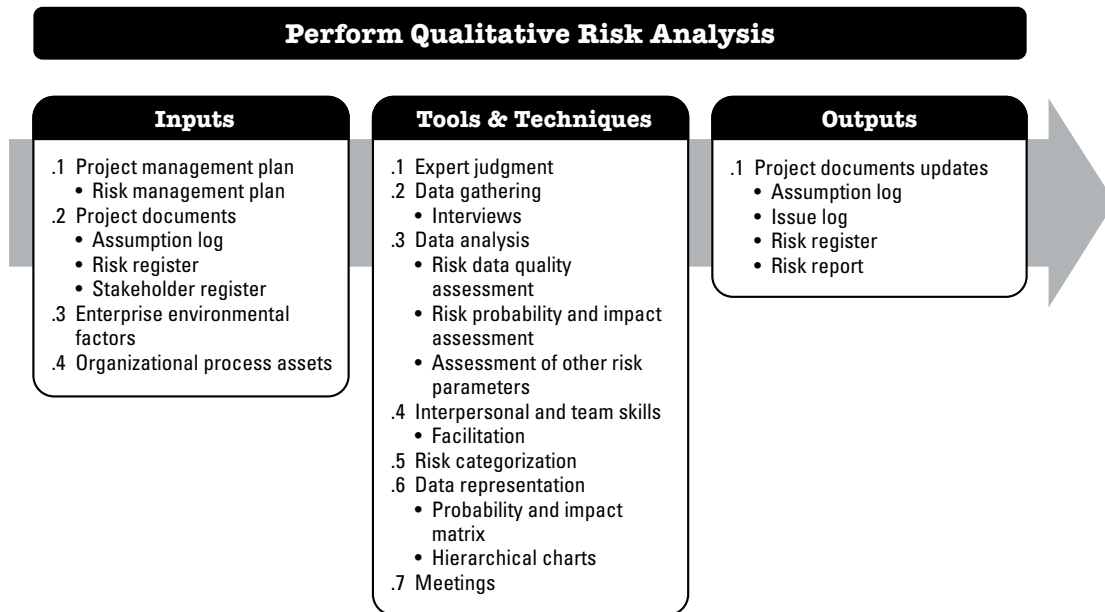 Perform Qualitative Risk Analysis
Inputs
.1 Project management plan
• Risk management plan
.2 Project documents
• Assumption log
• Risk register
• Stakeholder register
.3 Enterprise environmental
factors
.4 Organizational process assets
Tools & Techniques
.1 Expert judgment
.2 Data gathering
• Interviews
.3 Data analysis
• Risk data quality
assessment
• Risk probability and impact
assessment
• Assessment of other risk
parameters
.4 Interpersonal and team skills
• Facilitation
.5 Risk categorization
.6 Data representation
• Probability and impact
matrix
• Hierarchical charts
.7 Meetings
Outputs
.1 Project documents updates
• Assumption log
• Issue log
• Risk register
• Risk report